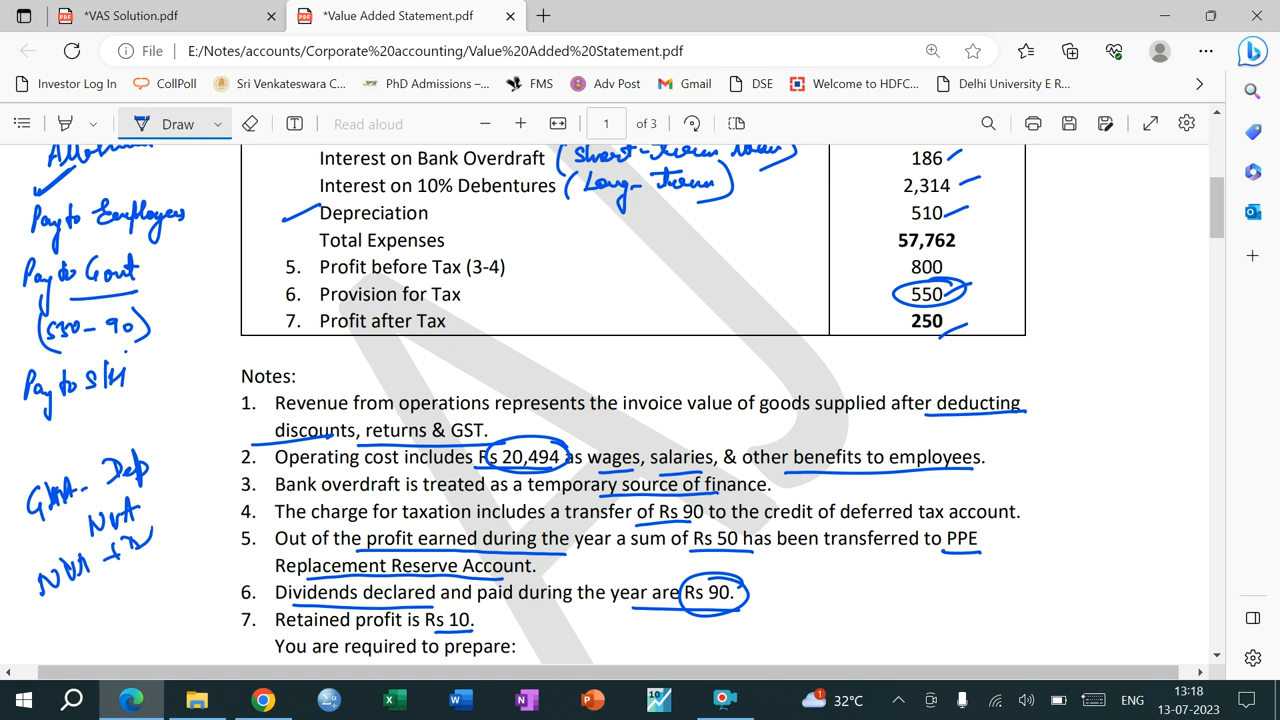 *VAS Solution.pdf
*Value Added Statement.pdf
File
E:/Notes/accounts/Corporate%20accounting/Value%20Added%20Statement.pdf
Investor Log In
CollPoll
Sri Venkateswara C...
PhD Admissions –...
FMS
Adv Post
Gmail
DSE
Welcome to HDFC...
Delhi University E R...
Draw
Read aloud
1 of 3
Interest on Bank Overdraft (Short-Term 186
Interest on 10% Debentures (Long-Term) 2,314
Depreciation 510
Total Expenses 57,762
5. Profit before Tax (3-4) 800
6. Provision for Tax 550
7. Profit after Tax 250
Pay to Employees
Pay to Govt
(550-90)
Pay to S/H
GVA- Dep
NVA
NVA
Notes:
1. Revenue from operations represents the invoice value of goods supplied after deducting
discounts, returns & GST.
2. Operating cost includes Rs 20,494 as wages, salaries, & other benefits to employees.
3. Bank overdraft is treated as a temporary source of finance.
4. The charge for taxation includes a transfer of Rs 90 to the credit of deferred tax account.
5. Out of the profit earned during the year a sum of Rs 50 has been transferred to PPE
Replacement Reserve Account.
6. Dividends declared and paid during the year are Rs 90.
7. Retained profit is Rs 10.
You are required to prepare:
1
32°C
ENG
13:18
13-07-2023